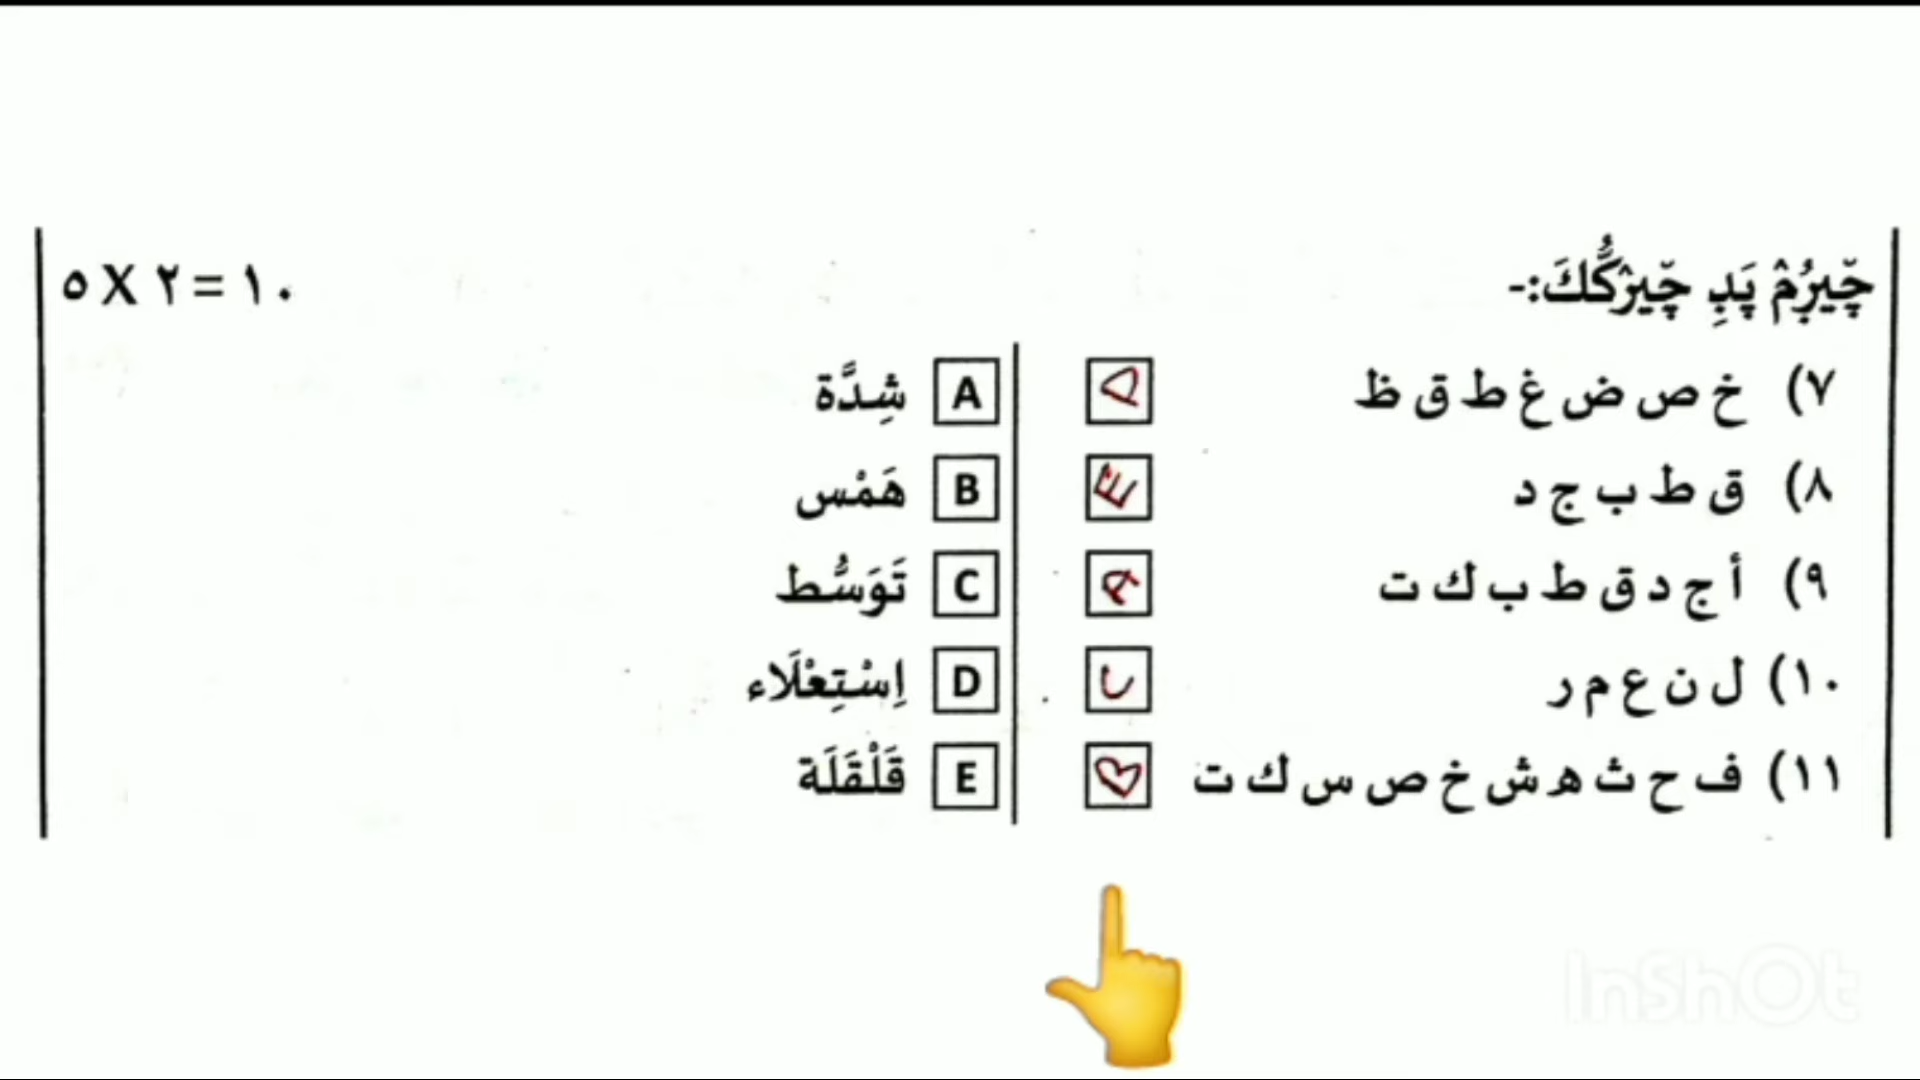 چّيرُمْ پَدِ چّيرْكُّكَ:- ٥ X ٢ = ١٠
٧) خ ص ض غ ط ق ظ D A شِدَّة
٨) ق ط ب ج د E B هَمْس
٩) أ ج د ق ط ب ك ت A C تَوَسُّط
١٠) ل ن ع م ر C D اِسْتِعْلَاء
١١) ف ح ث ه ش خ ص س ك ت B E قَلْقَلَة
InShOt